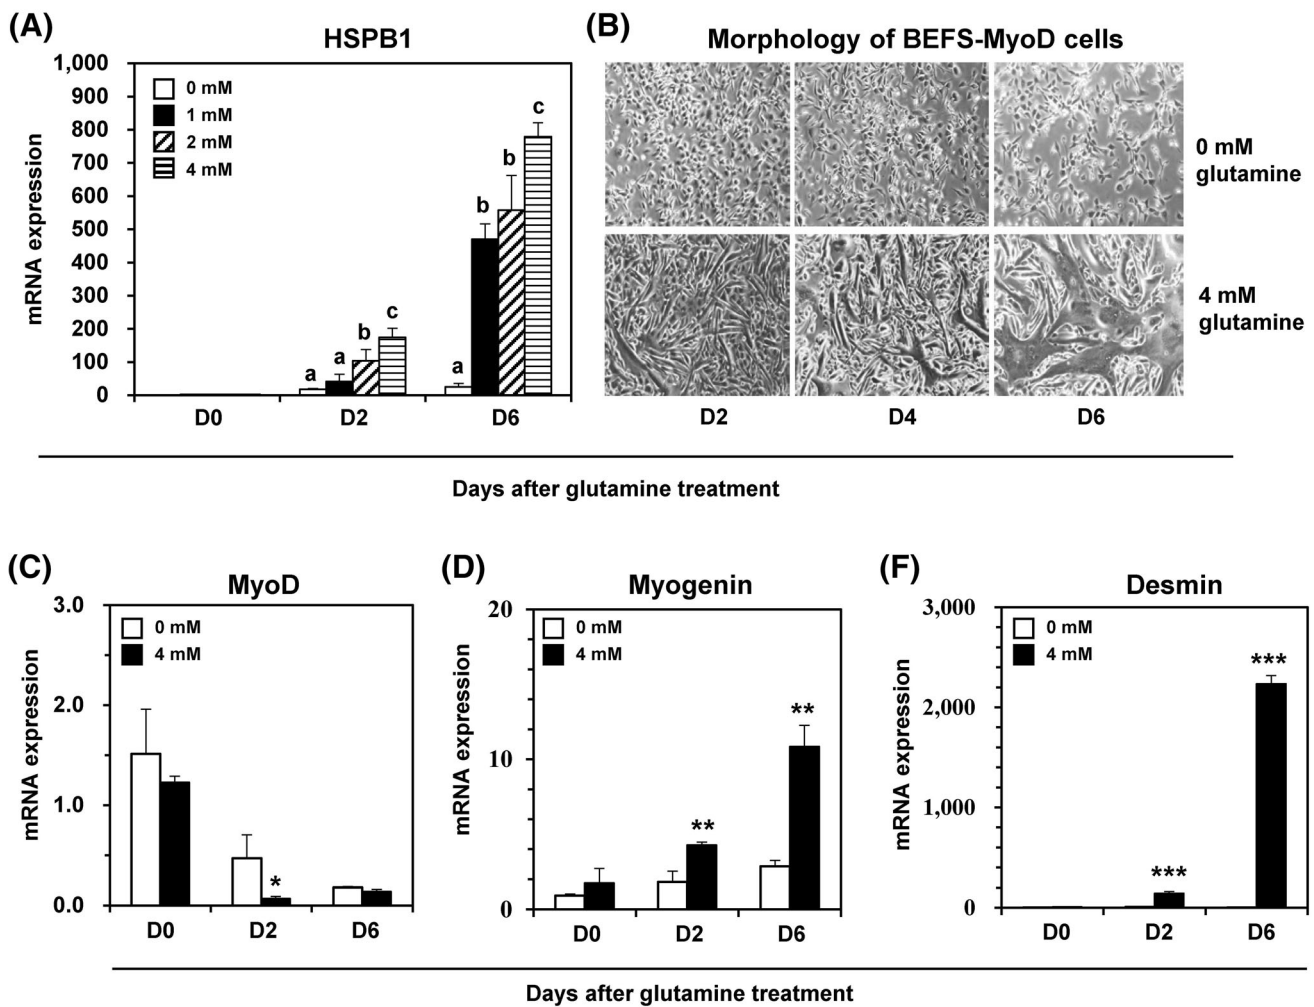 (A)
HSPB1
mRNA expression
1,000
900
800
700
600
500
400
300
200
100
0
0 mM
1 mM
2 mM
4 mM
a
a
b
c
a
b
b
c
D0
D2
D6
(B)
Morphology of BEFS-MyoD cells
0 mM
glutamine
4 mM
glutamine
D2
D4
D6
Days after glutamine treatment
(C)
MyoD
mRNA expression
3.0
2.0
1.0
0.0
0 mM
4 mM
*
D0
D2
D6
(D)
Myogenin
mRNA expression
20
10
0
0 mM
4 mM
**
**
D0
D2
D6
(F)
Desmin
mRNA expression
3,000
2,000
1,000
0
0 mM
4 mM
***
***
D0
D2
D6
Days after glutamine treatment